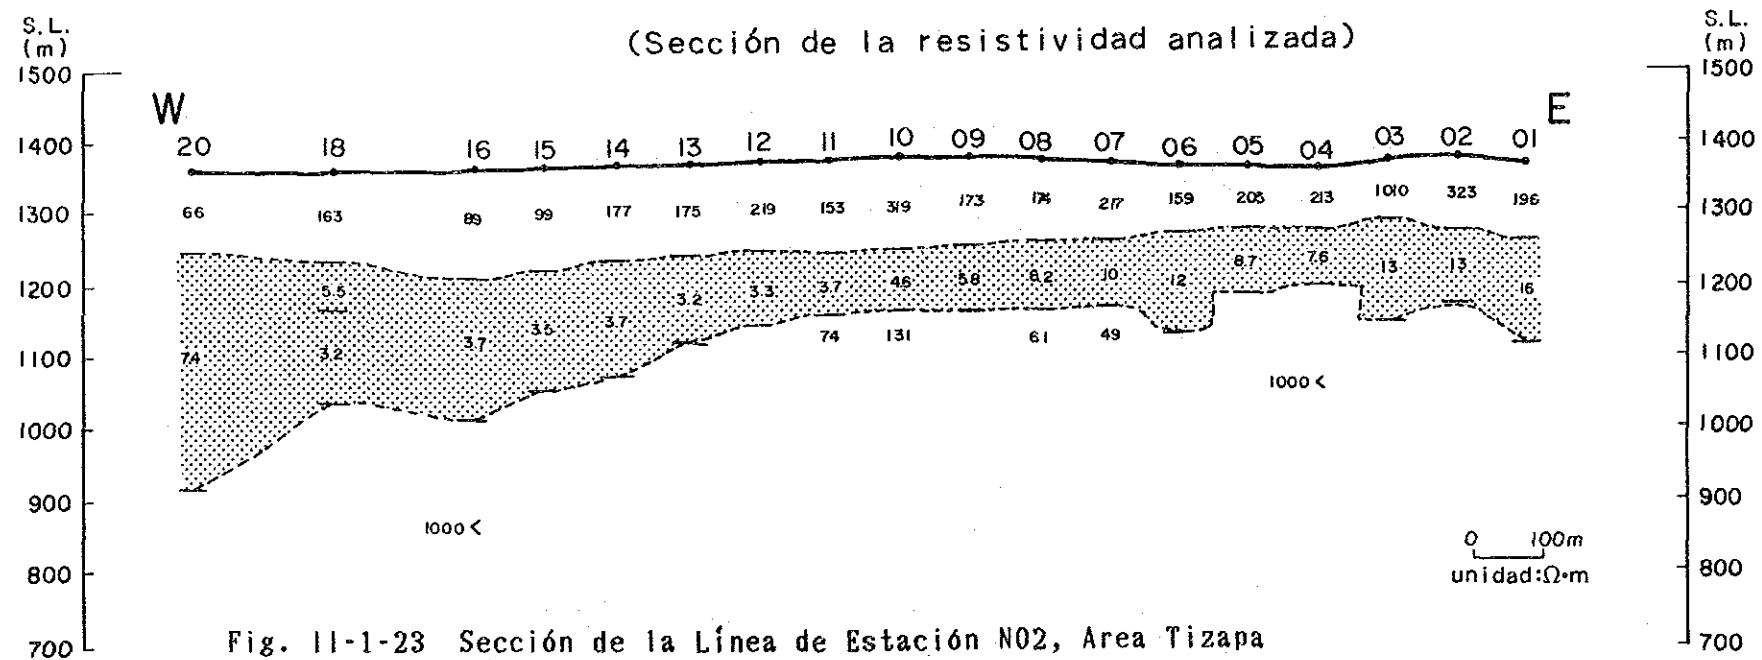 S.L. (Sección de la resistividad analizada) S.L.
(m) (m)
1500 1500
W E
1400 20 18 16 15 14 13 12 11 10 09 08 07 06 05 04 03 02 01 1400
1300 66 163 89 99 177 175 219 153 319 173 174 217 159 203 213 1010 323 196 1300
1200 5.5 3.2 3.3 3.7 4.6 5.8 8.2 10 12 8.7 7.6 13 13 16 1200
1100 7.4 3.2 3.7 3.5 3.7 74 131 61 49 1100
1000 <
1000 1000
900 900
1000 <
0 100m
800 unidad:Ω•m 800
700 Fig. II-1-23 Sección de la Línea de Estación N02, Area Tizapa 700